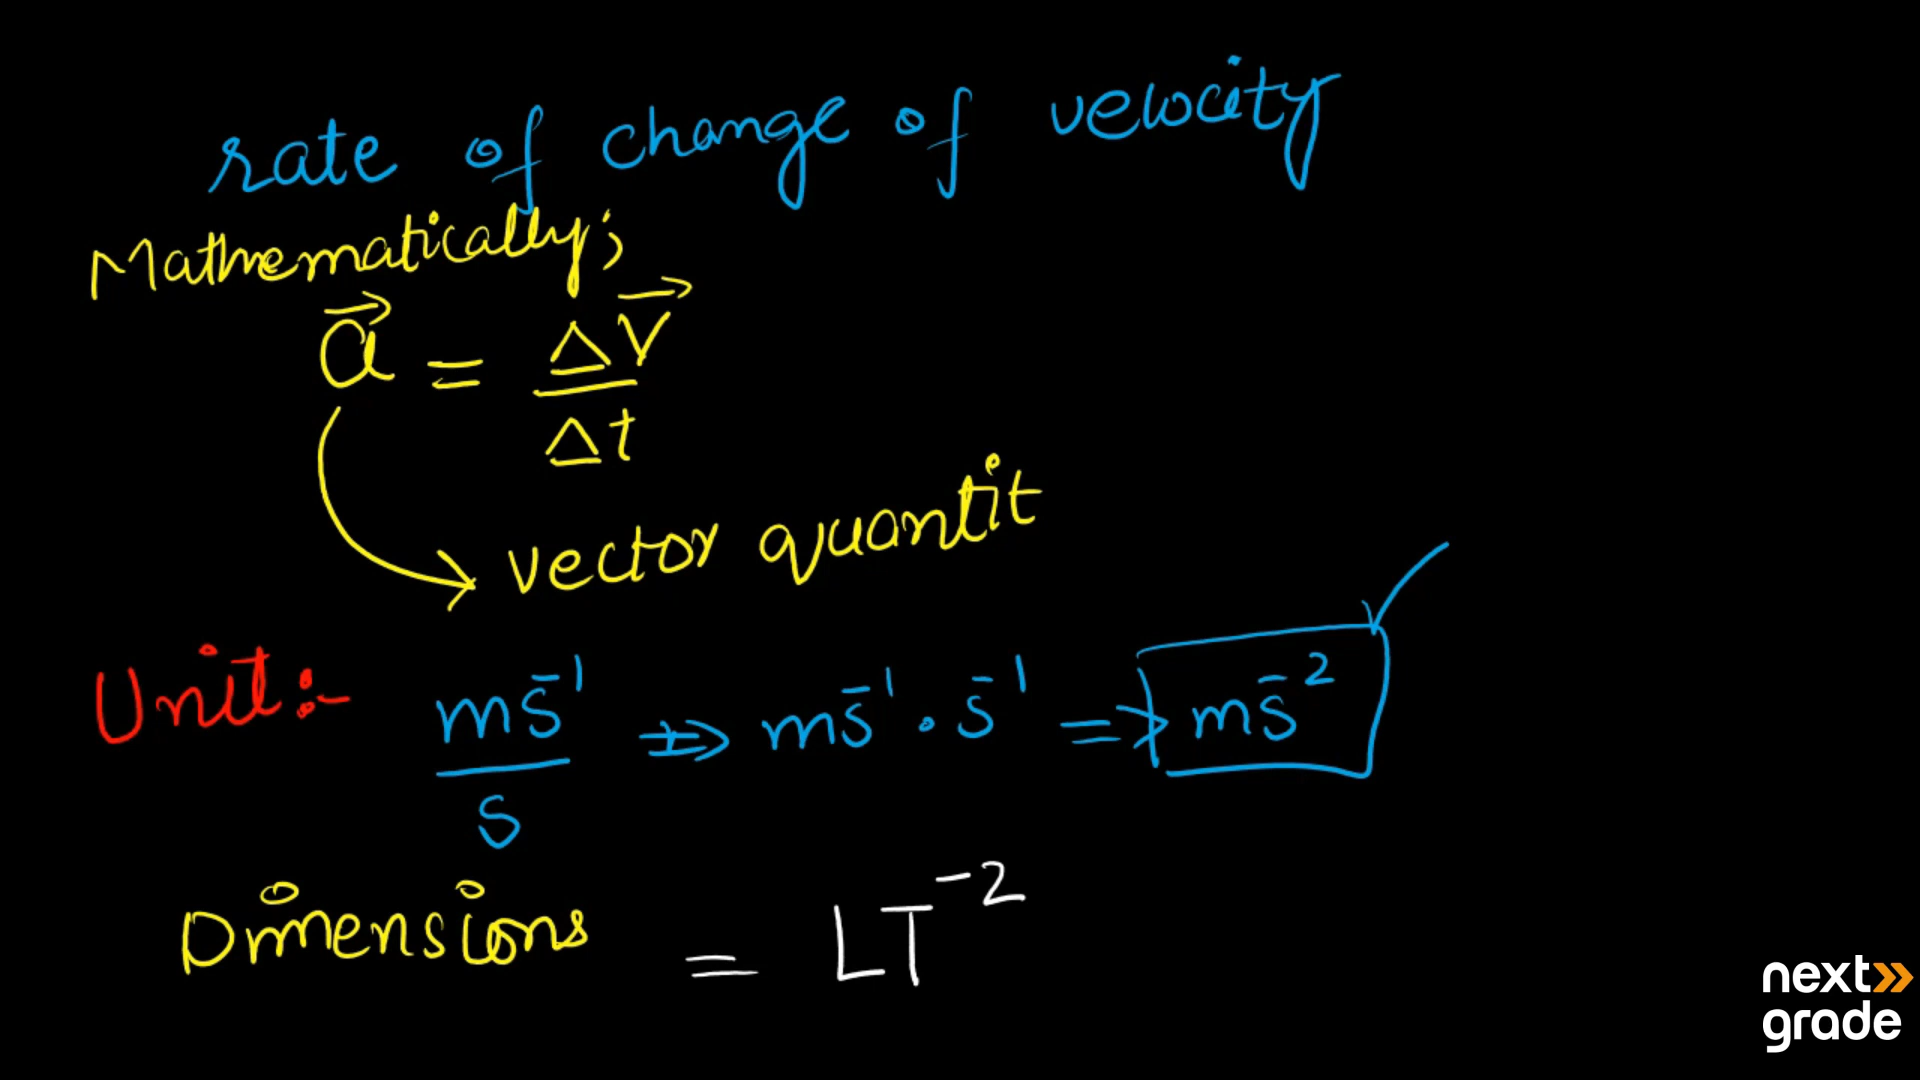 rate of change of velocity
Mathematically;
a⃗ = Δv⃗ / Δt
vector quantit
Unit:- ms⁻¹ / s ⇒ ms⁻¹ . s⁻¹ ⇒ ms⁻²
Dimensions = LT⁻²
next
grade